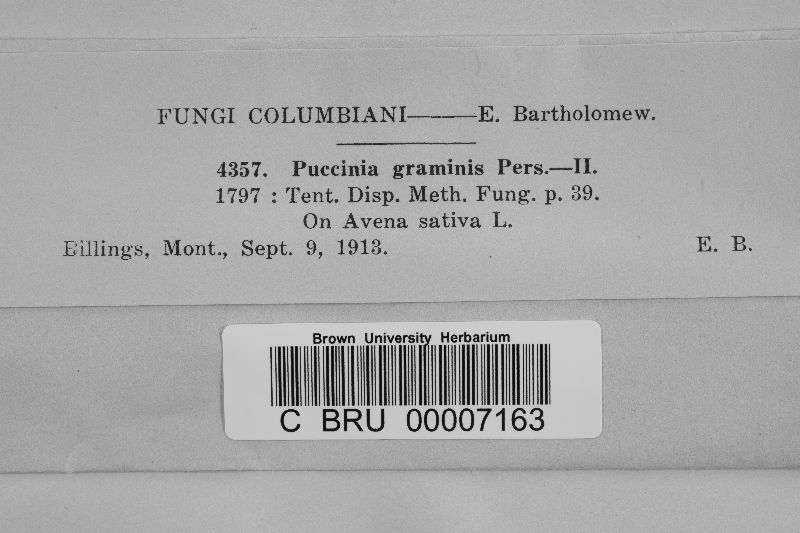 FUNGI COLUMBIANI——E. Bartholomew.
4357. Puccinia graminis Pers.—II.
1797 : Tent. Disp. Meth. Fung. p. 39.
On Avena sativa L.
Billings, Mont., Sept. 9, 1913. E. B.
Brown University Herbarium
C BRU 00007163